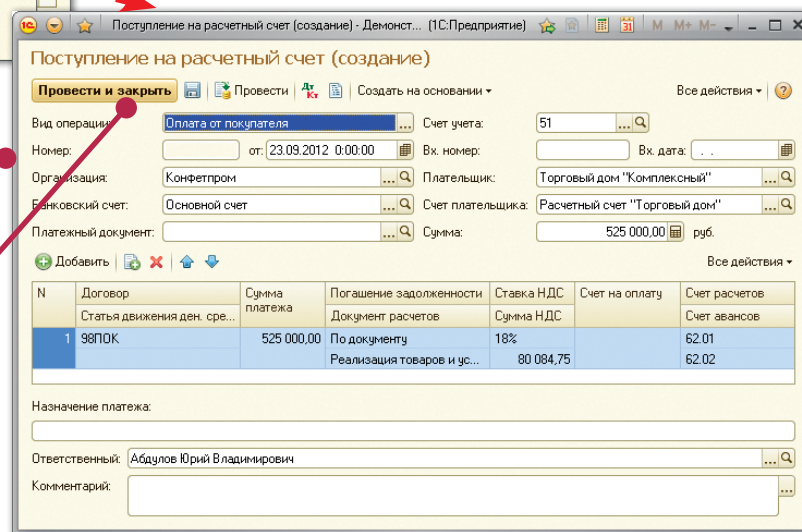 Поступление на расчетный счет (создание) - Демонст... (1С:Предприятие) 31 M M+ M-
Поступление на расчетный счет (создание)
Провести и закрыть Провести Дт Кт Создать на основании Все действия ?
Вид операции: Оплата от покупателя ... Счет учета: 51 ...
Номер: от: 23.09.2012 0:00:00 Вх. номер: Вх. дата: . .
Организация: Конфетпром ... Плательщик: Торговый дом "Комплексный" ...
Банковский счет: Основной счет ... Счет плательщика: Расчетный счет "Торговый дом" ...
Платежный документ: ... Сумма: 525 000,00 руб.
Добавить Все действия
N Договор Сумма платежа Погашение задолженности Ставка НДС Счет на оплату Счет расчетов
Статья движения ден. сре... Документ расчетов Сумма НДС Счет авансов
1 98ПОК 525 000,00 По документу 18% 62.01
Реализация товаров и ус... 80 084,75 62.02
Назначение платежа:
Ответственный: Абдулов Юрий Владимирович ...
Комментарий: ...